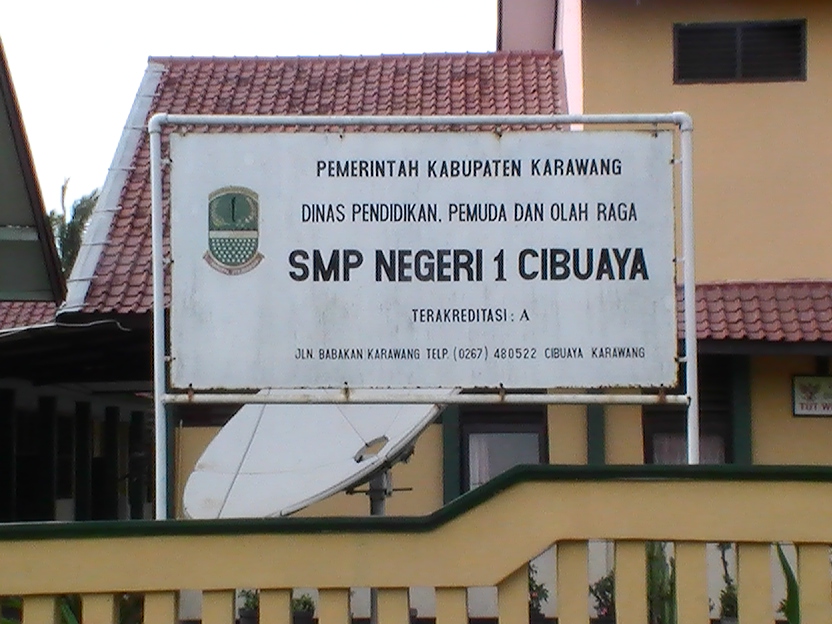 PEMERINTAH KABUPATEN KARAWANG
DINAS PENDIDIKAN, PEMUDA DAN OLAH RAGA
SMP NEGERI 1 CIBUAYA
TERAKREDITASI : A
JLN. BABAKAN KARAWANG TELP. (0267) 480522 CIBUAYA KARAWANG
TUT W